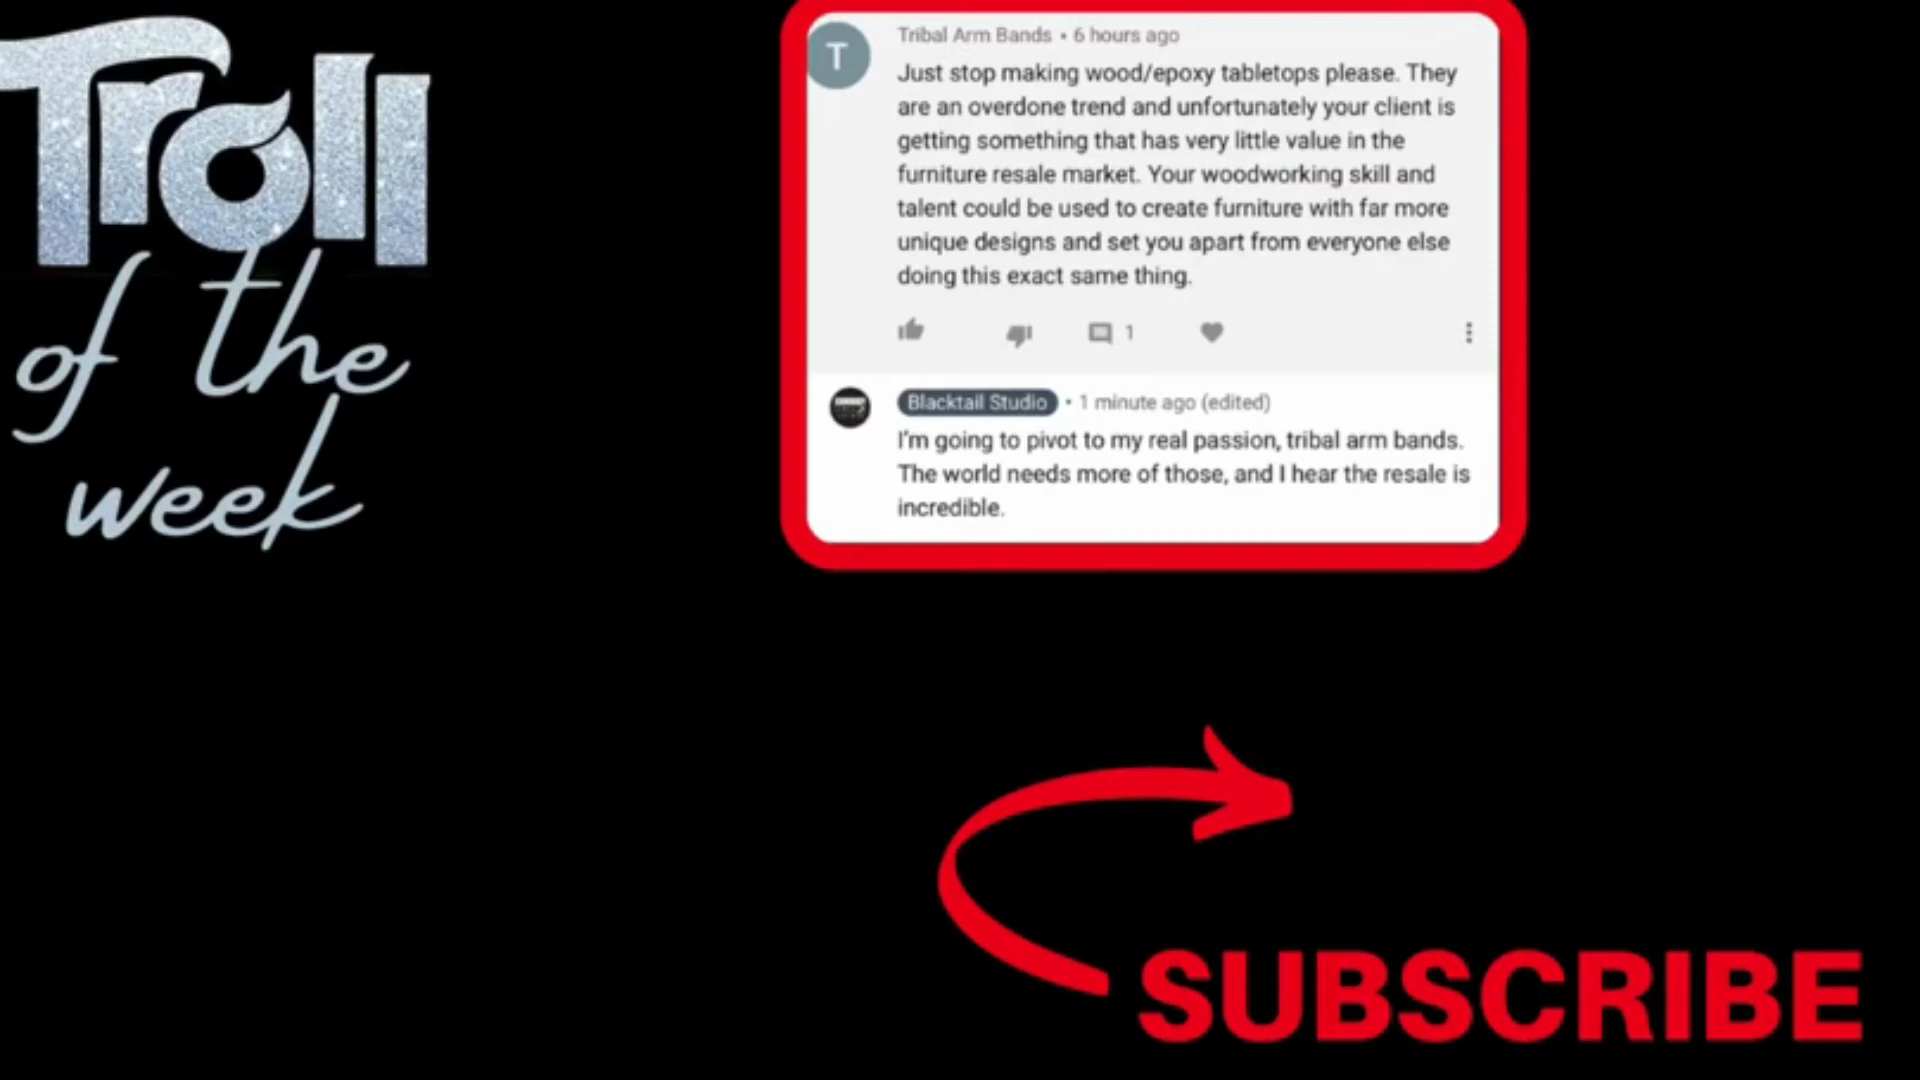 Troll
of the
week
T
Tribal Arm Bands • 6 hours ago
Just stop making wood/epoxy tabletops please. They
are an overdone trend and unfortunately your client is
getting something that has very little value in the
furniture resale market. Your woodworking skill and
talent could be used to create furniture with far more
unique designs and set you apart from everyone else
doing this exact same thing.
1
Blacktail Studio • 1 minute ago (edited)
I'm going to pivot to my real passion, tribal arm bands.
The world needs more of those, and I hear the resale is
incredible.
SUBSCRIBE